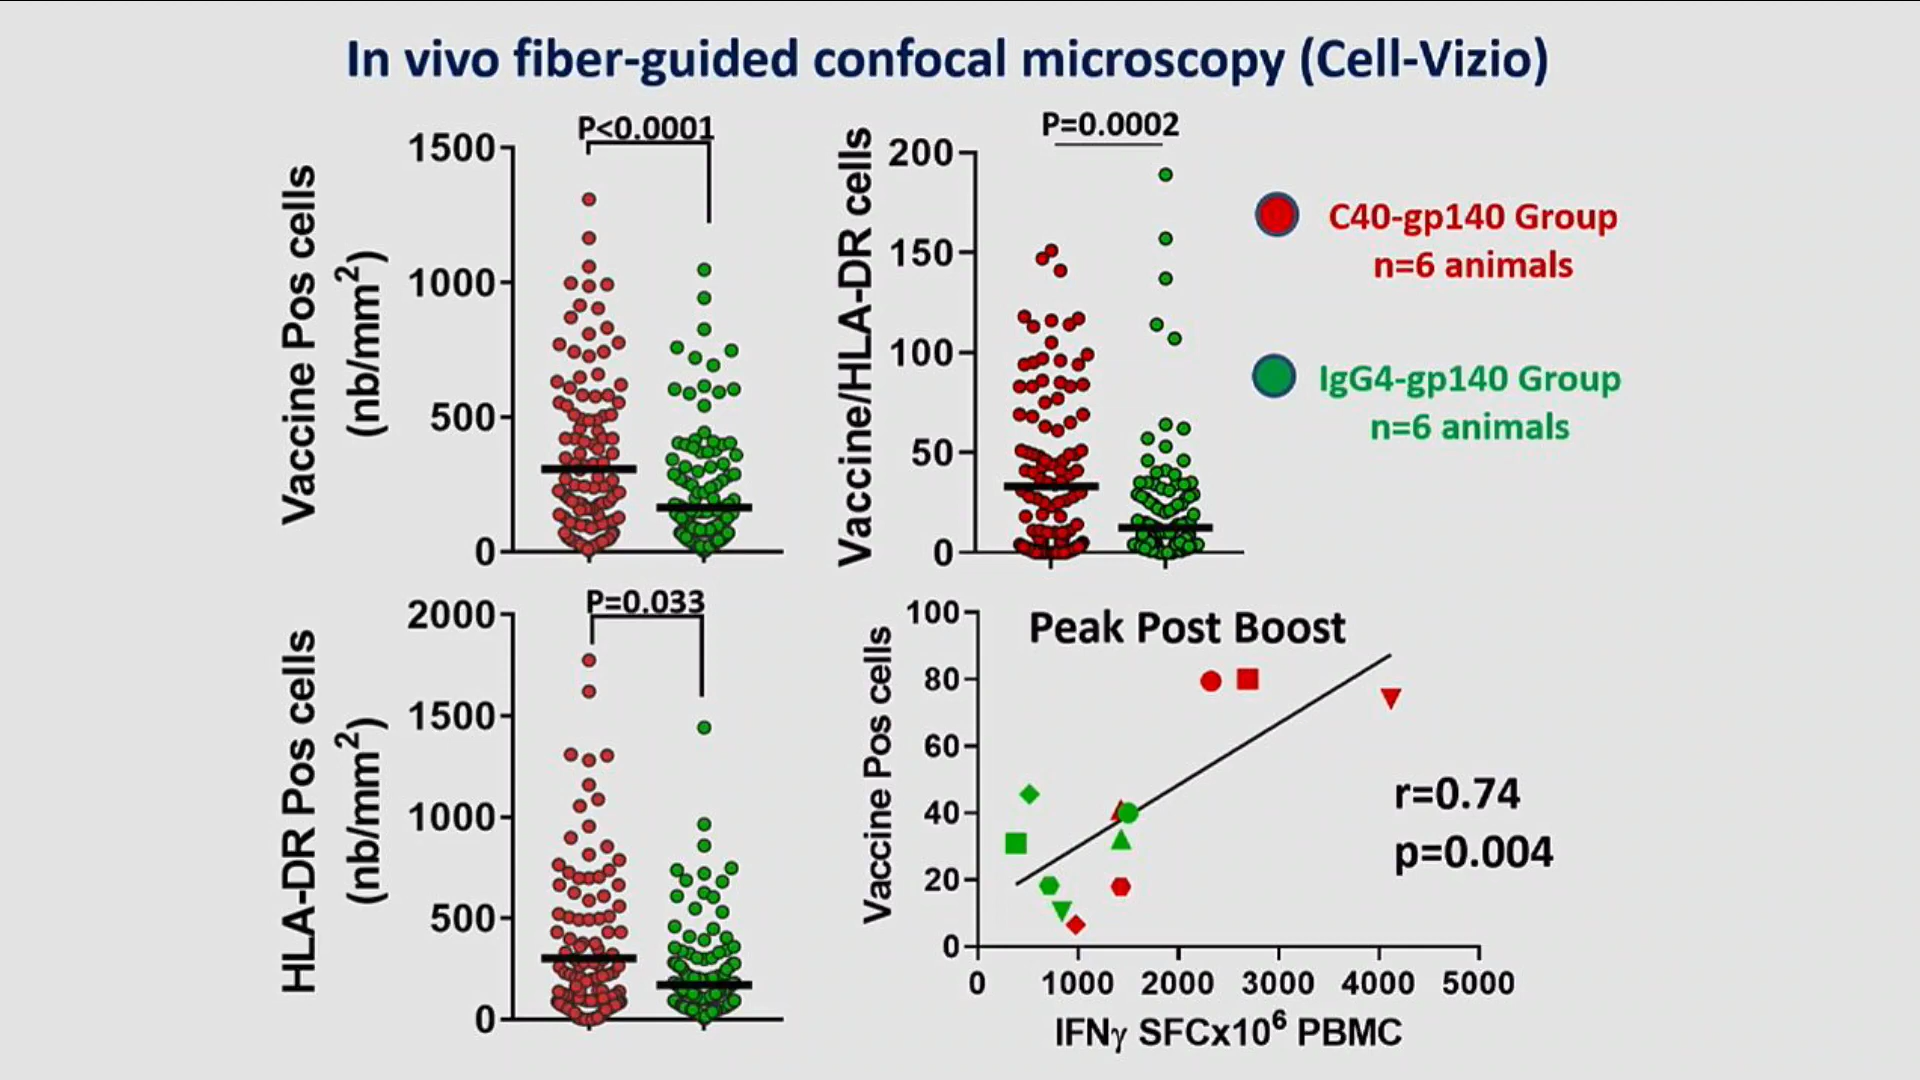 In vivo fiber-guided confocal microscopy (Cell-Vizio)
P<0.0001
Vaccine Pos cells
(nb/mm²)
1500
1000
500
0
P=0.0002
Vaccine/HLA-DR cells
200
150
100
50
0
C40-gp140 Group
n=6 animals
IgG4-gp140 Group
n=6 animals
P=0.033
HLA-DR Pos cells
(nb/mm²)
2000
1500
1000
500
0
Peak Post Boost
Vaccine Pos cells
100
80
60
40
20
0
r=0.74
p=0.004
0 1000 2000 3000 4000 5000
IFNγ SFCx10⁶ PBMC